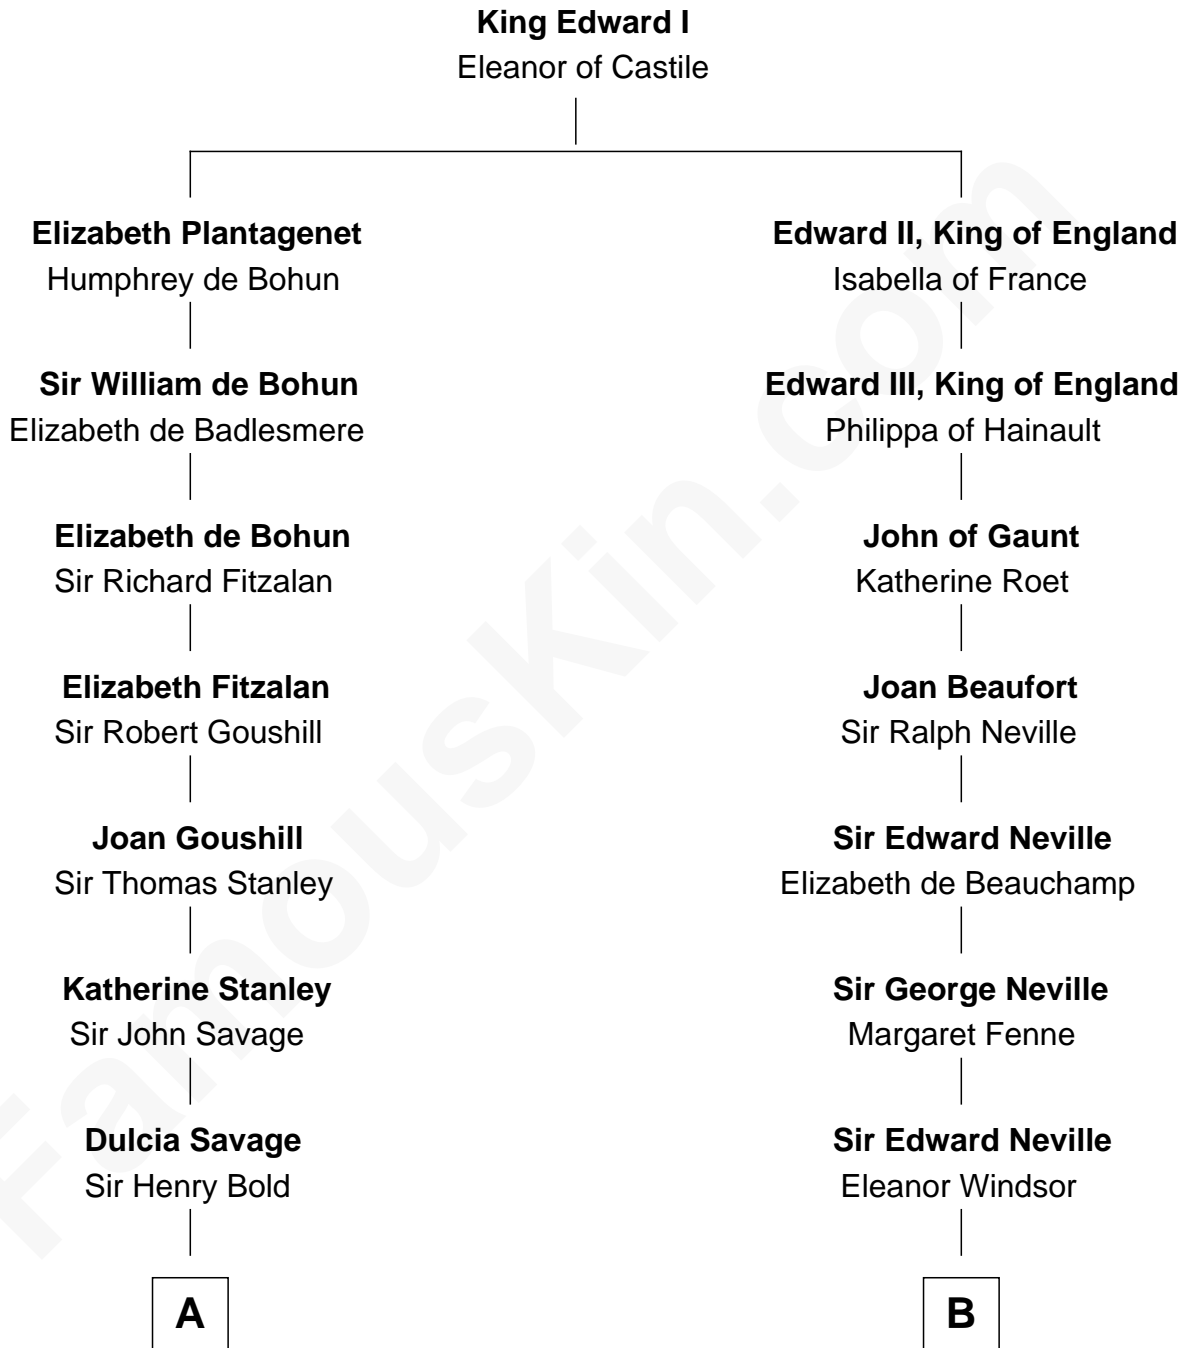 King Edward I
Eleanor of Castile
Elizabeth Plantagenet
Humphrey de Bohun
Edward II, King of England
Isabella of France
Sir William de Bohun
Elizabeth de Badlesmere
Edward III, King of England
Philippa of Hainault
Elizabeth de Bohun
Sir Richard Fitzalan
John of Gaunt
Katherine Roet
Elizabeth Fitzalan
Sir Robert Goushill
Joan Beaufort
Sir Ralph Neville
Joan Goushill
Sir Thomas Stanley
Sir Edward Neville
Elizabeth de Beauchamp
Katherine Stanley
Sir John Savage
Sir George Neville
Margaret Fenne
Dulcia Savage
Sir Henry Bold
Sir Edward Neville
Eleanor Windsor
A
B
FamousKin.com